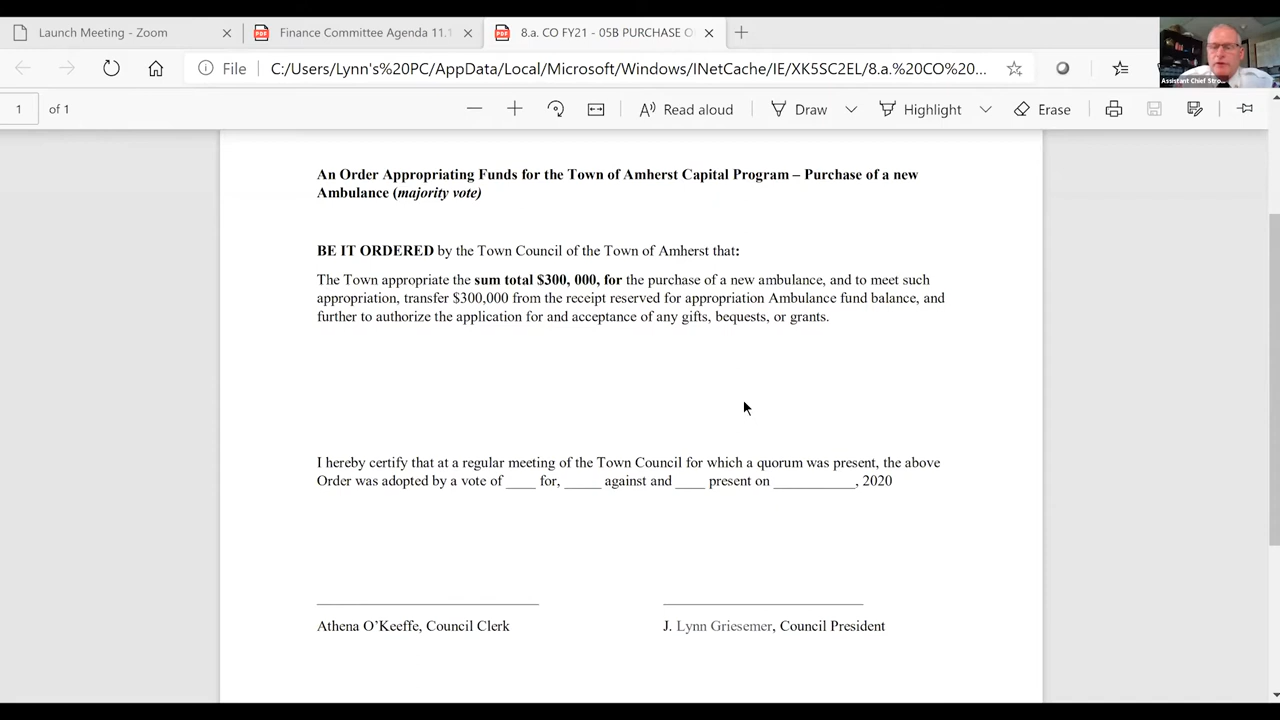 Launch Meeting - Zoom
Finance Committee Agenda 11.1
8.a. CO FY21 - 05B PURCHASE O
File
C:/Users/Lynn's%20PC/AppData/Local/Microsoft/Windows/INetCache/IE/XK5SC2EL/8.a.%20CO%20...
Assistant Chief Stro...
1 of 1
Read aloud
Draw
Highlight
Erase
An Order Appropriating Funds for the Town of Amherst Capital Program – Purchase of a new
Ambulance (majority vote)
BE IT ORDERED by the Town Council of the Town of Amherst that:
The Town appropriate the sum total $300, 000, for the purchase of a new ambulance, and to meet such
appropriation, transfer $300,000 from the receipt reserved for appropriation Ambulance fund balance, and
further to authorize the application for and acceptance of any gifts, bequests, or grants.
I hereby certify that at a regular meeting of the Town Council for which a quorum was present, the above
Order was adopted by a vote of ____ for, _____ against and ____ present on ___________, 2020
Athena O’Keeffe, Council Clerk
J. Lynn Griesemer, Council President